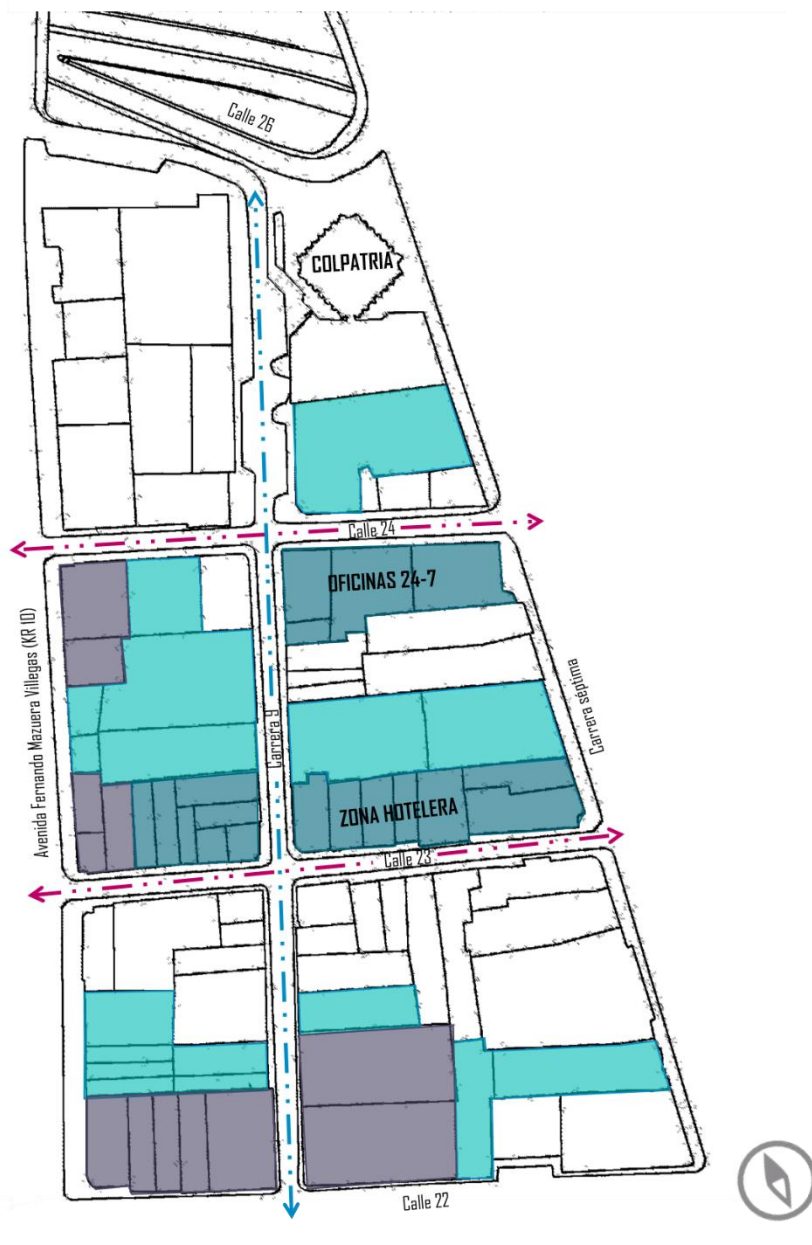 Calle 26
COLPATRIA
Calle 24
OFICINAS 24-7
Avenida Fernando Mazuera Villegas (KR 10)
Carrera 9
Carrera séptima
ZONA HOTELERA
Calle 23
Calle 22